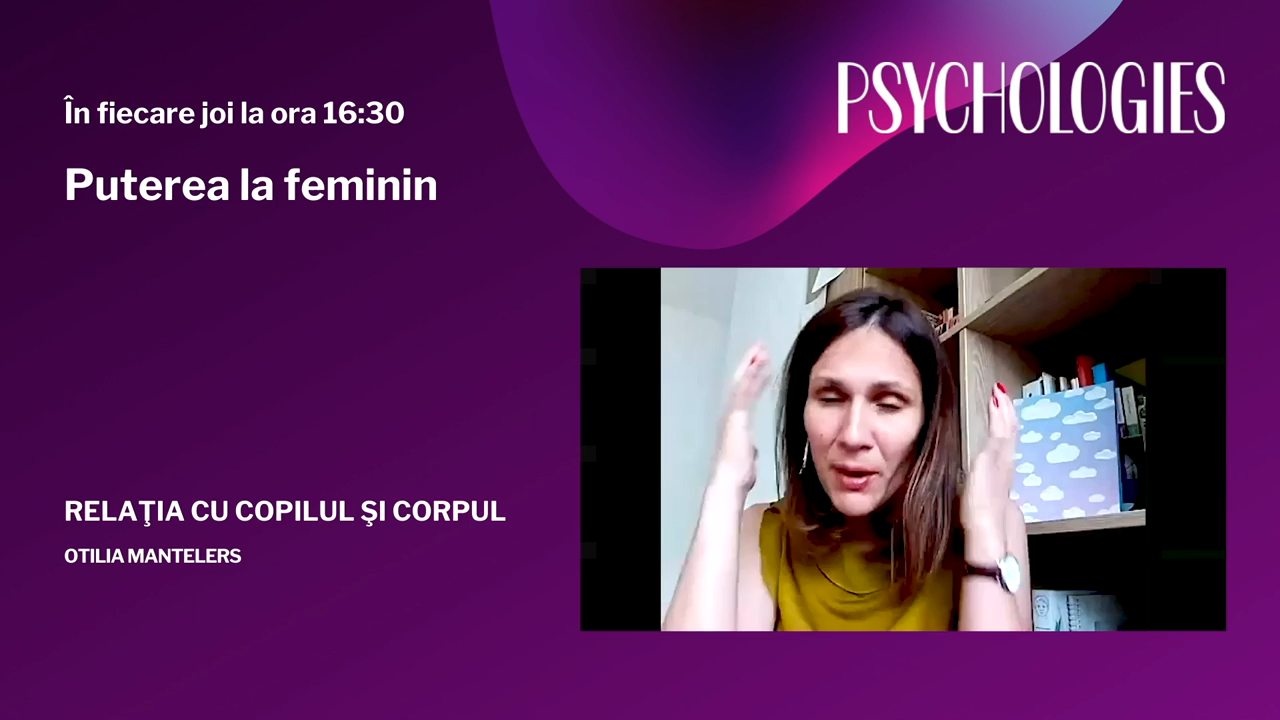 În fiecare joi la ora 16:30
PSYCHOLOGIES
Puterea la feminin
RELAŢIA CU COPILUL ŞI CORPUL
OTILIA MANTELERS